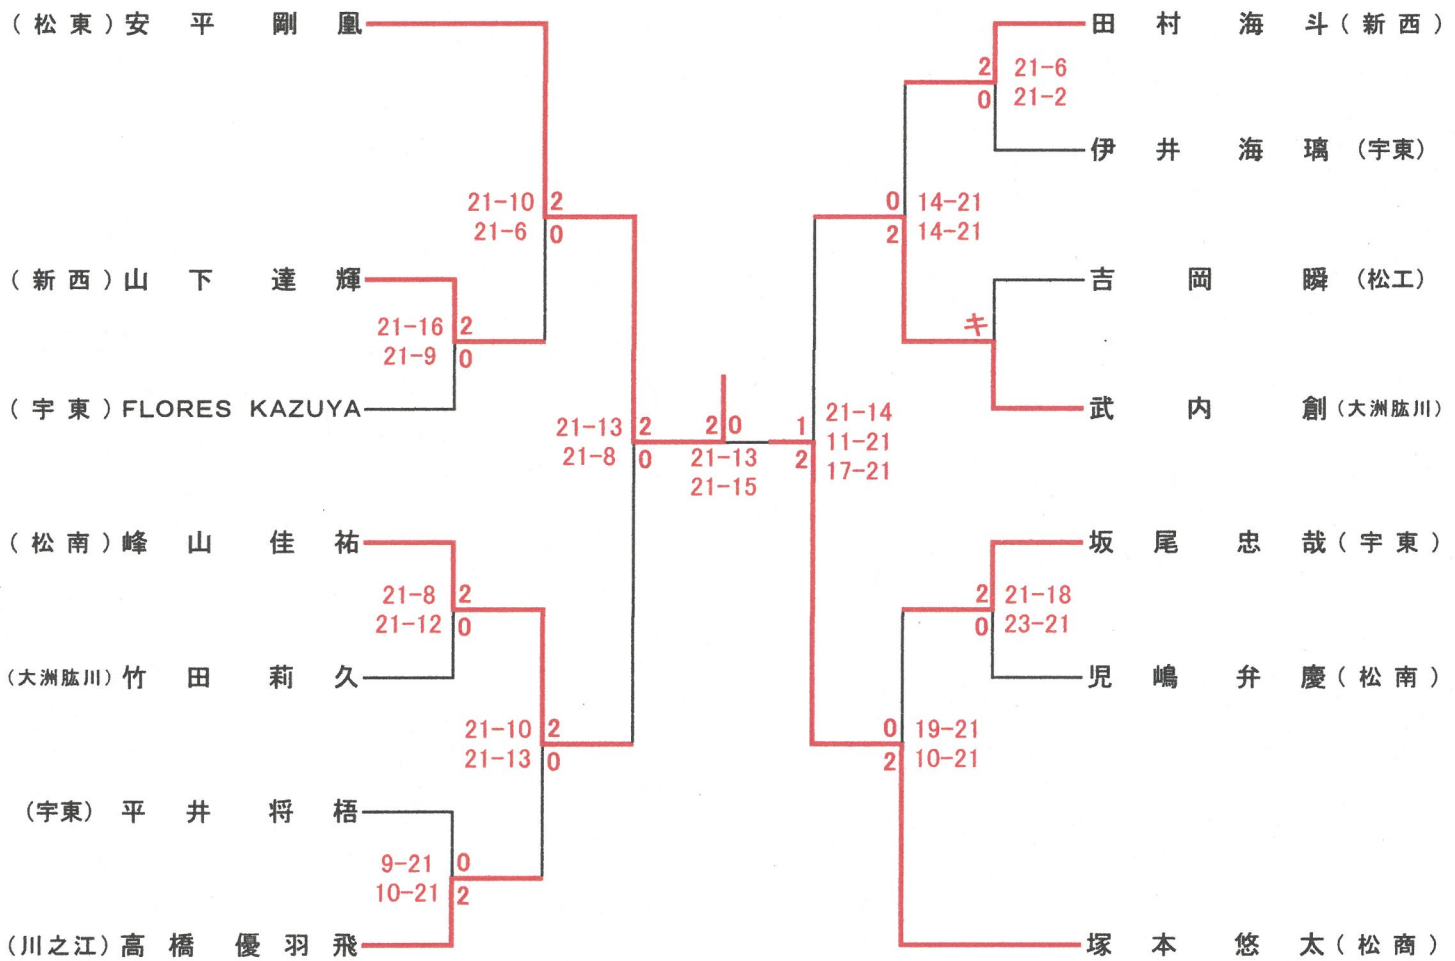 (松東)安平剛凰
田村海斗(新西)
2 21-6
0 21-2
伊井海璃(宇東)
21-10 2
21-6 0
0 14-21
2 14-21
(新西)山下達輝
吉岡瞬(松工)
21-16 2
21-9 0
キ
(宇東)FLORES KAZUYA
武内創(大洲肱川)
21-13 2
21-8 0
2 0
21-13
21-15
1 21-14
11-21
2 17-21
(松南)峰山佳祐
坂尾忠哉(宇東)
21-8 2
21-12 0
2 21-18
0 23-21
(大洲肱川)竹田莉久
児嶋弁慶(松南)
21-10 2
21-13 0
0 19-21
2 10-21
(宇東)平井将梧
9-21 0
10-21 2
(川之江)高橋優羽飛
塚本悠太(松商)